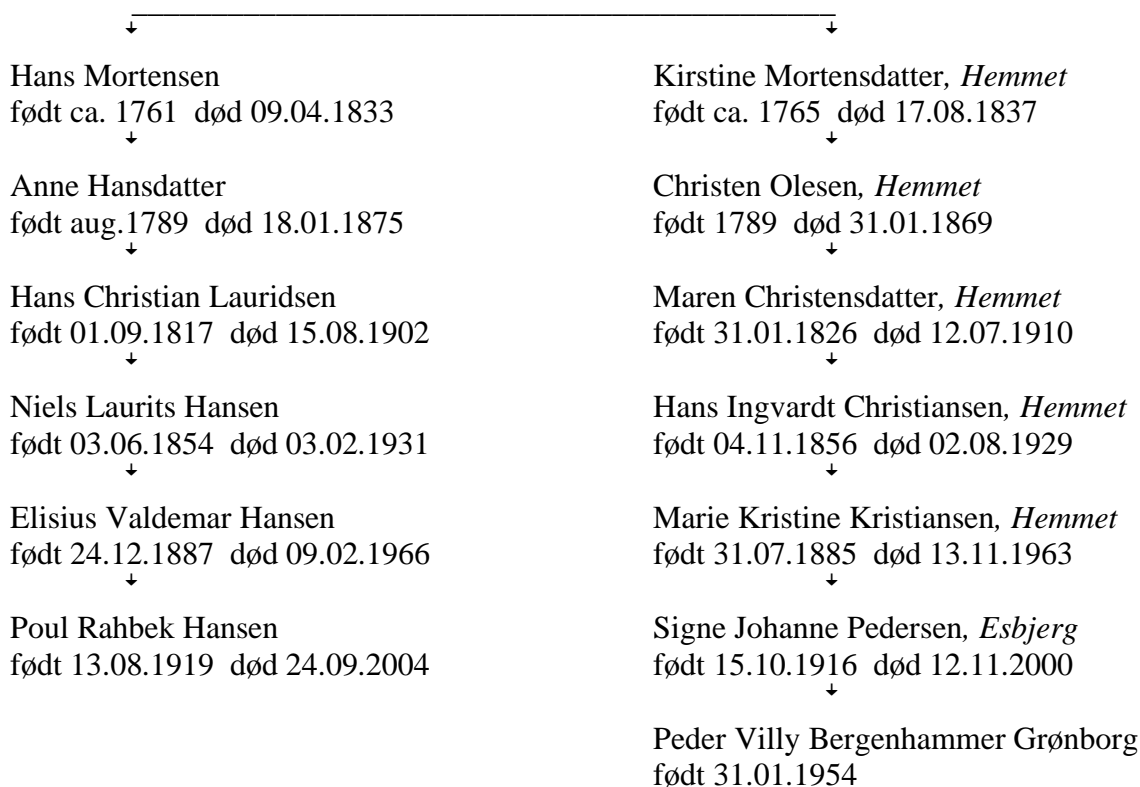 Hans Mortensen
født ca. 1761 død 09.04.1833
Kirstine Mortensdatter, Hemmet
født ca. 1765 død 17.08.1837
Anne Hansdatter
født aug.1789 død 18.01.1875
Christen Olesen, Hemmet
født 1789 død 31.01.1869
Hans Christian Lauridsen
født 01.09.1817 død 15.08.1902
Maren Christensdatter, Hemmet
født 31.01.1826 død 12.07.1910
Niels Laurits Hansen
født 03.06.1854 død 03.02.1931
Hans Ingvardt Christiansen, Hemmet
født 04.11.1856 død 02.08.1929
Elisius Valdemar Hansen
født 24.12.1887 død 09.02.1966
Marie Kristine Kristiansen, Hemmet
født 31.07.1885 død 13.11.1963
Poul Rahbek Hansen
født 13.08.1919 død 24.09.2004
Signe Johanne Pedersen, Esbjerg
født 15.10.1916 død 12.11.2000
Peder Villy Bergenhammer Grønborg
født 31.01.1954